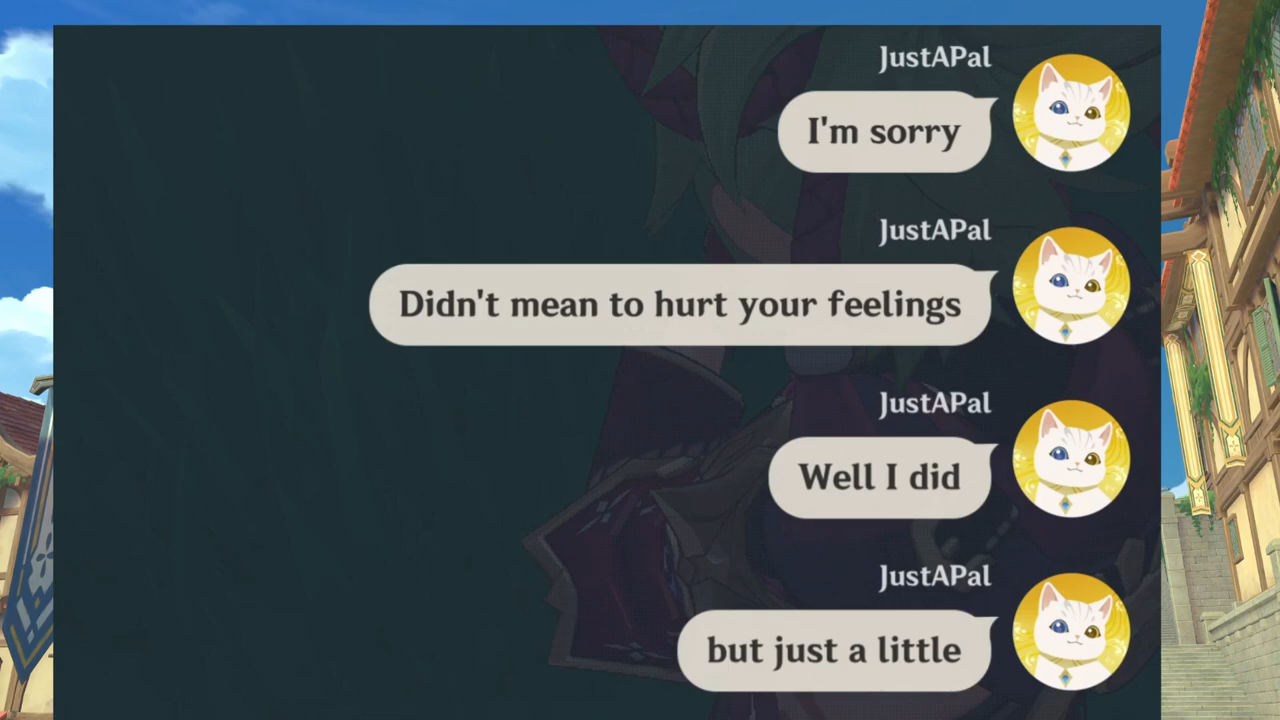 JustAPal
I'm sorry
JustAPal
Didn't mean to hurt your feelings
JustAPal
Well I did
JustAPal
but just a little